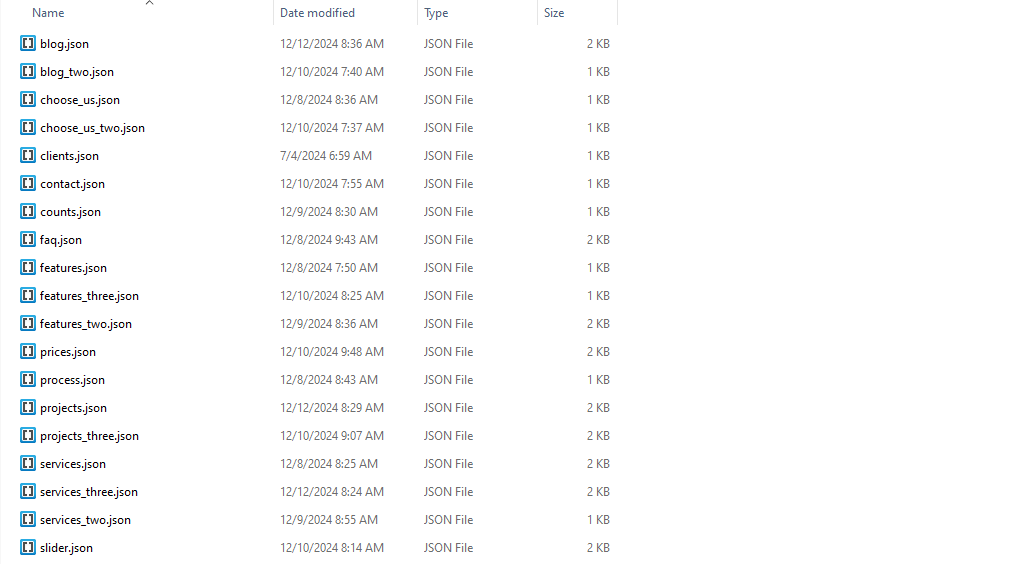 Name Date modified Type Size
blog.json 12/12/2024 8:36 AM JSON File 2 KB
blog_two.json 12/10/2024 7:40 AM JSON File 1 KB
choose_us.json 12/8/2024 8:36 AM JSON File 1 KB
choose_us_two.json 12/10/2024 7:37 AM JSON File 1 KB
clients.json 7/4/2024 6:59 AM JSON File 1 KB
contact.json 12/10/2024 7:55 AM JSON File 1 KB
counts.json 12/9/2024 8:30 AM JSON File 1 KB
faq.json 12/8/2024 9:43 AM JSON File 2 KB
features.json 12/8/2024 7:50 AM JSON File 1 KB
features_three.json 12/10/2024 8:25 AM JSON File 1 KB
features_two.json 12/9/2024 8:36 AM JSON File 2 KB
prices.json 12/10/2024 9:48 AM JSON File 2 KB
process.json 12/8/2024 8:43 AM JSON File 1 KB
projects.json 12/12/2024 8:29 AM JSON File 2 KB
projects_three.json 12/10/2024 9:07 AM JSON File 2 KB
services.json 12/8/2024 8:25 AM JSON File 2 KB
services_three.json 12/12/2024 8:24 AM JSON File 2 KB
services_two.json 12/9/2024 8:55 AM JSON File 1 KB
slider.json 12/10/2024 8:14 AM JSON File 2 KB